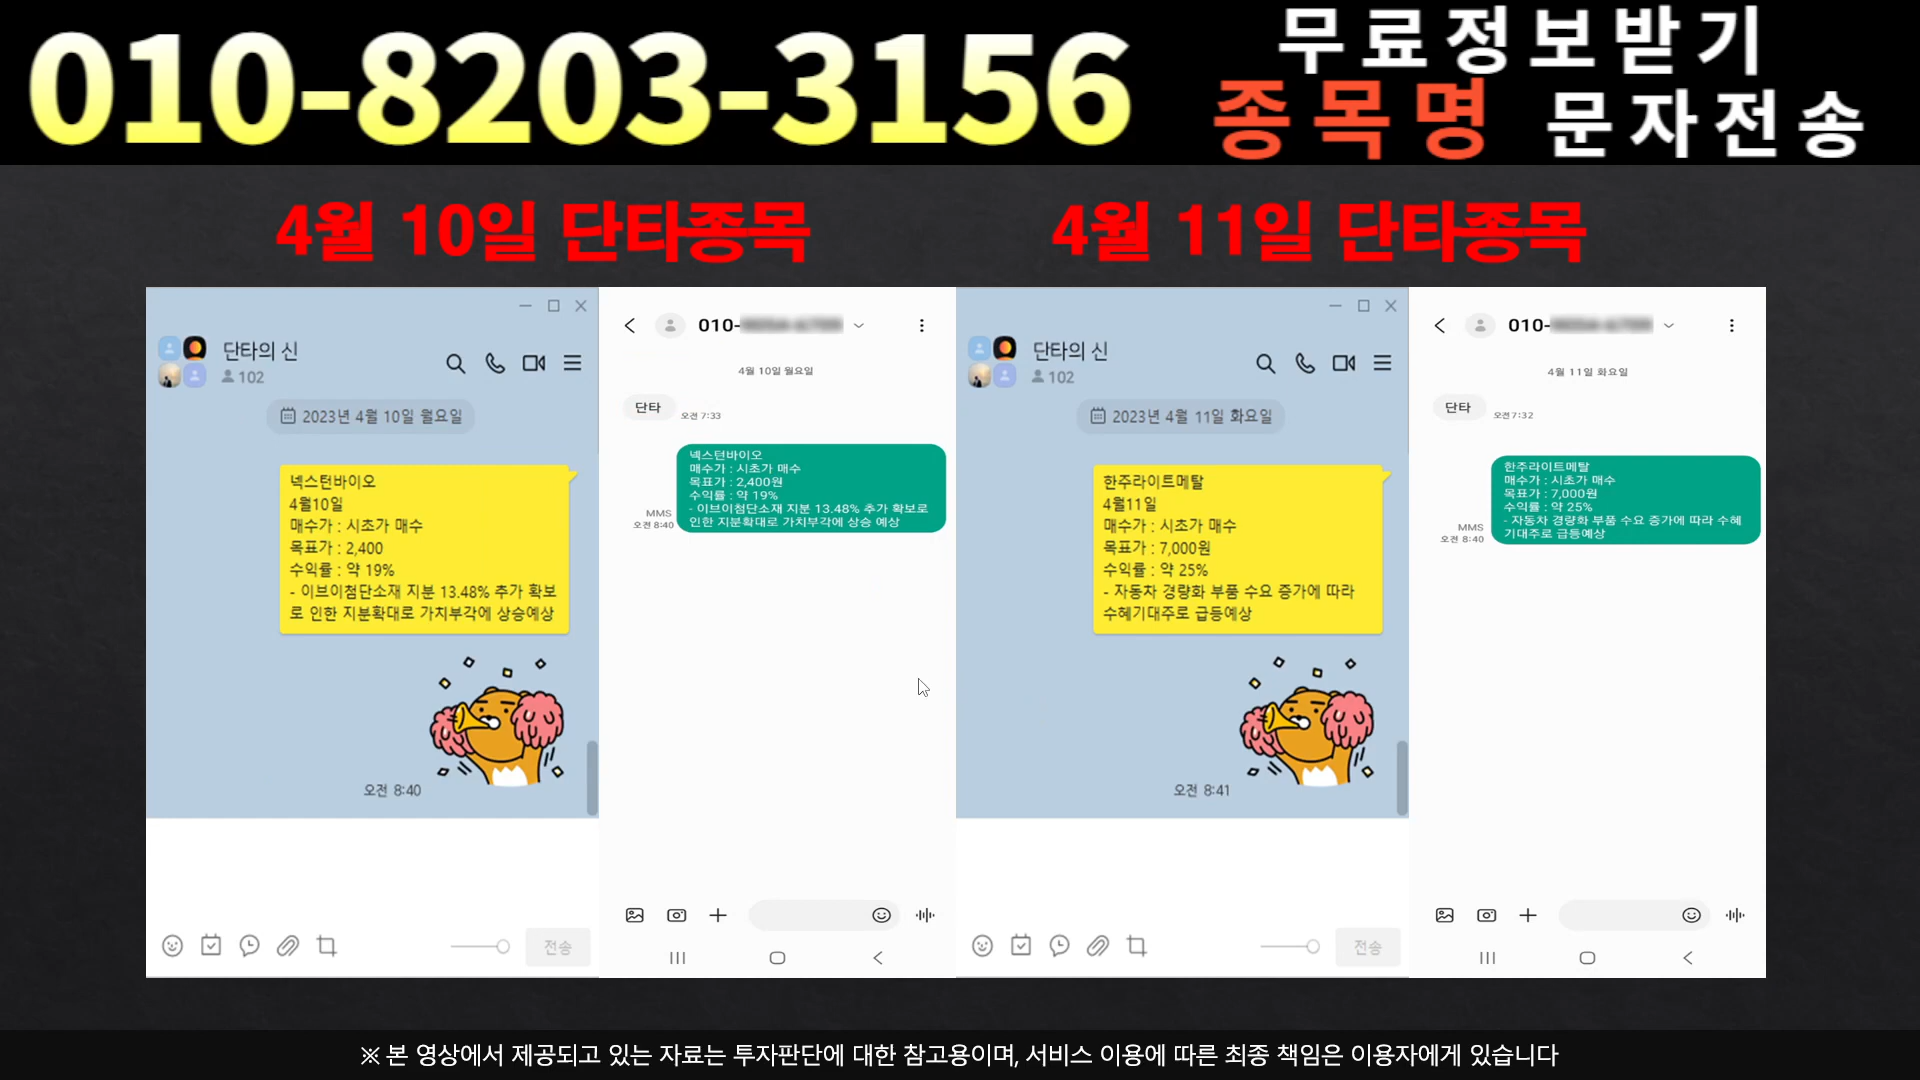 010-8203-3156
무료정보받기
종목명 문자전송
4월 10일 단타종목
4월 11일 단타종목
단타의 신
102
2023년 4월 10일 월요일
넥스턴바이오
4월10일
매수가 : 시초가 매수
목표가 : 2,400
수익률 : 약 19%
- 이브이첨단소재 지분 13.48% 추가 확보
로 인한 지분확대로 가치부각에 상승예상
오전 8:40
전송
010-
4월 10일 월요일
단타
오전 7:33
넥스턴바이오
매수가 : 시초가 매수
목표가 : 2,400원
수익률 : 약 19%
- 이브이첨단소재 지분 13.48% 추가 확보로
인한 지분확대로 가치부각에 상승 예상
MMS
오전 8:40
단타의 신
102
2023년 4월 11일 화요일
한주라이트메탈
4월11일
매수가 : 시초가 매수
목표가 : 7,000원
수익률 : 약 25%
- 자동차 경량화 부품 수요 증가에 따라
수혜기대주로 급등예상
오전 8:41
전송
010-
4월 11일 화요일
단타
오전 7:32
한주라이트메탈
매수가 : 시초가 매수
목표가 : 7,000원
수익률 : 약 25%
- 자동차 경량화 부품 수요 증가에 따라 수혜
기대주로 급등예상
MMS
오전 8:40
※ 본 영상에서 제공되고 있는 자료는 투자판단에 대한 참고용이며, 서비스 이용에 따른 최종 책임은 이용자에게 있습니다